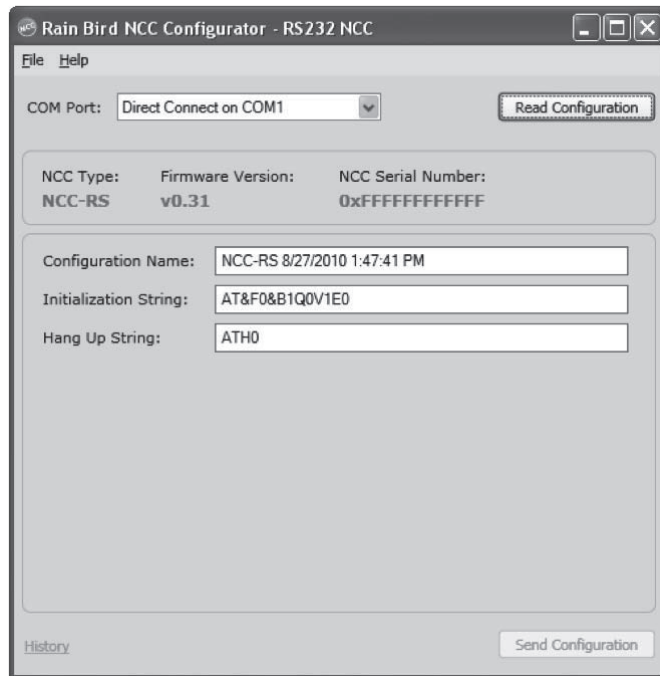 NCC Rain Bird NCC Configurator - RS232 NCC
File Help
COM Port: Direct Connect on COM1 Read Configuration
NCC Type: Firmware Version: NCC Serial Number:
NCC-RS v0.31 0xFFFFFFFFFFFF
Configuration Name: NCC-RS 8/27/2010 1:47:41 PM
Initialization String: AT&F0&B1Q0V1E0
Hang Up String: ATH0
History Send Configuration